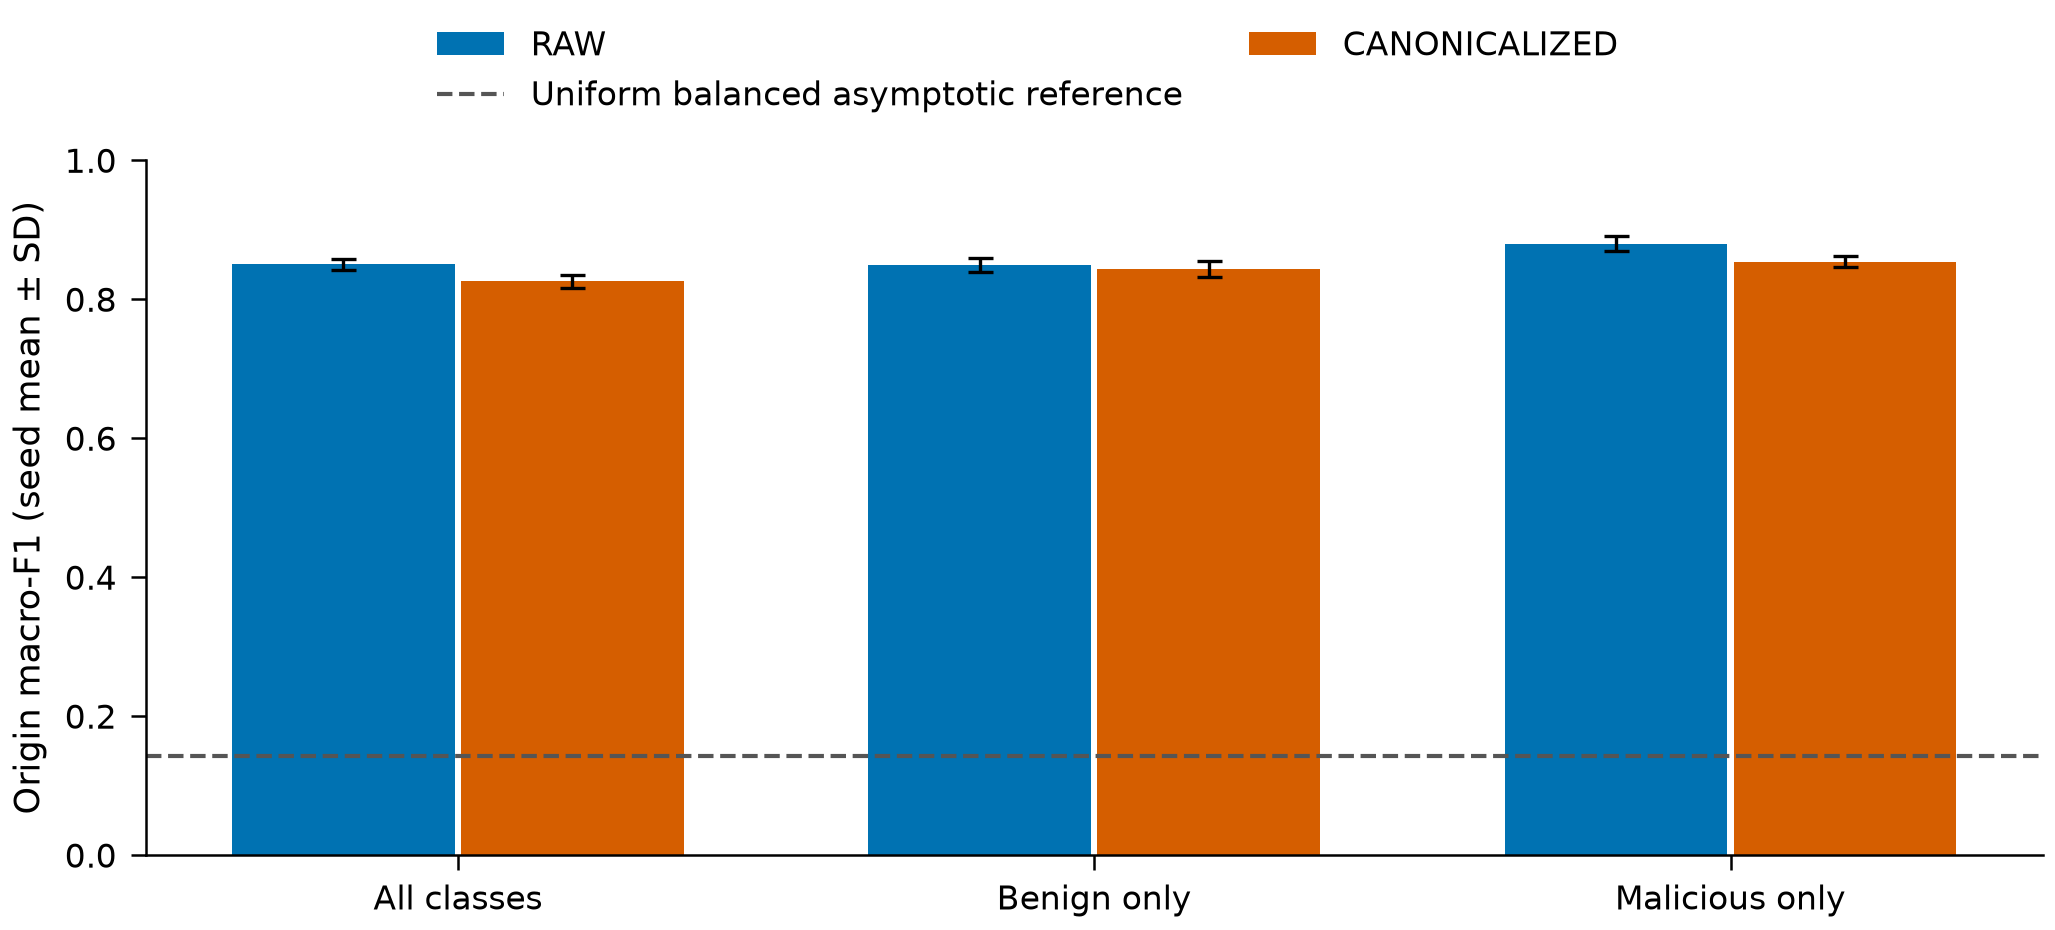 RAW
CANONICALIZED
Uniform balanced asymptotic reference
Origin macro-F1 (seed mean ± SD)
1.0
0.8
0.6
0.4
0.2
0.0
All classes
Benign only
Malicious only